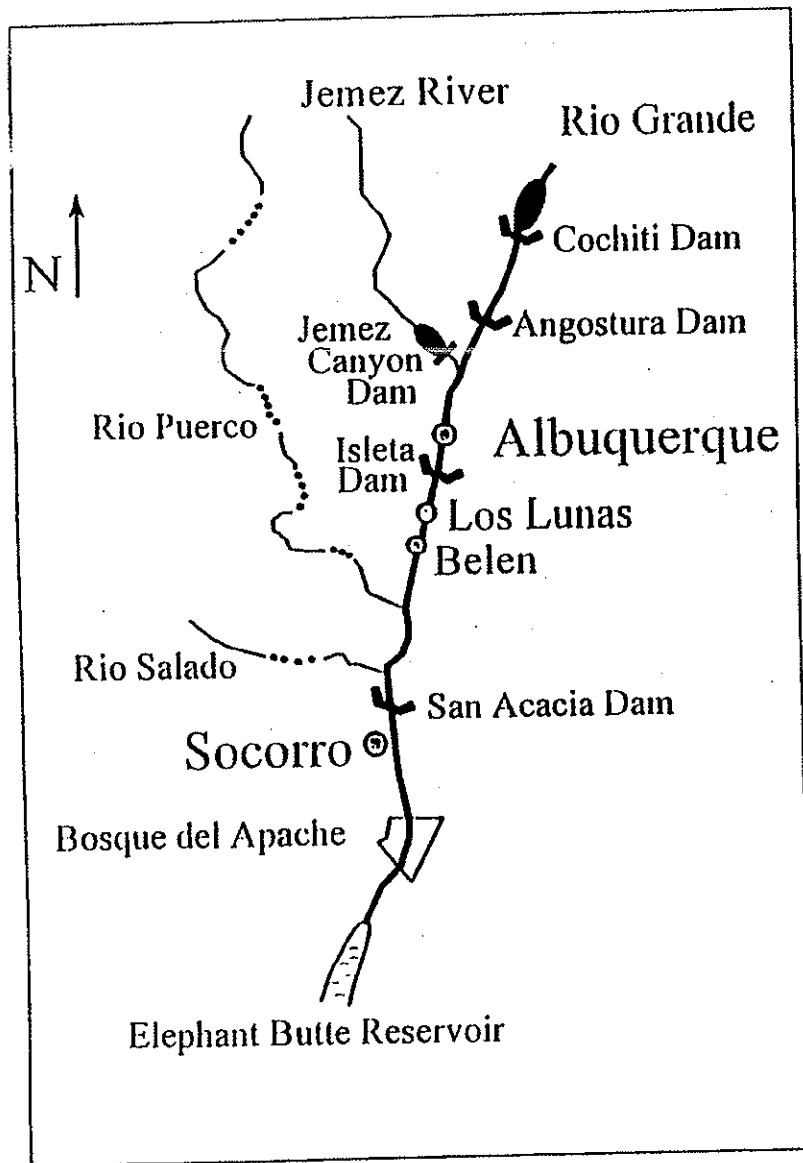 Jemez River
Rio Grande
N
Cochiti Dam
Angostura Dam
Jemez
Canyon
Dam
Rio Puerco
Albuquerque
Isleta
Dam
Los Lunas
Belen
Rio Salado
San Acacia Dam
Socorro
Bosque del Apache
Elephant Butte Reservoir